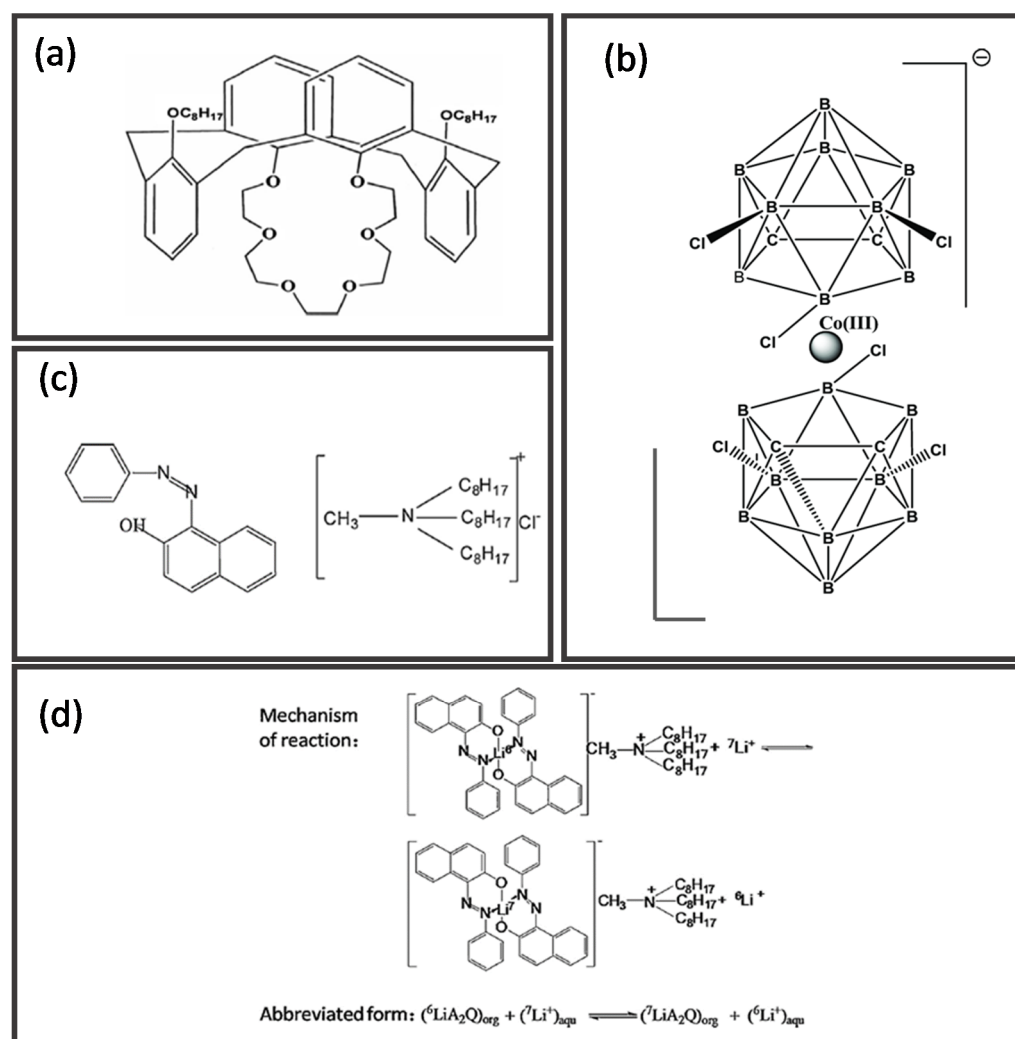 (a)
OC₈H₁₇
OC₈H₁₇
O
O
O
O
O
O
(b)
⊖
B
B
B
B
B
B
Cl
Cl
C
C
B
B
B
Cl
Co(III)
Cl
B
B
B
C
C
Cl
Cl
B
B
B
B
B
B
(c)
N
N
OH
[CH₃ N C₈H₁₇ C₈H₁₇ C₈H₁₇]⁺ Cl⁻
(d)
Mechanism
of reaction:
O
N
N
Li⁶
N
N
O
-
CH₃ N⁺ C₈H₁₇ C₈H₁₇ C₈H₁₇ + ⁷Li⁺ ⇌
O
N
N
Li⁷
N
N
O
-
CH₃ N⁺ C₈H₁₇ C₈H₁₇ C₈H₁₇ + ⁶Li⁺
Abbreviated form: (⁶LiA₂Q)org + (⁷Li⁺)aqu ⇌ (⁷LiA₂Q)org + (⁶Li⁺)aqu